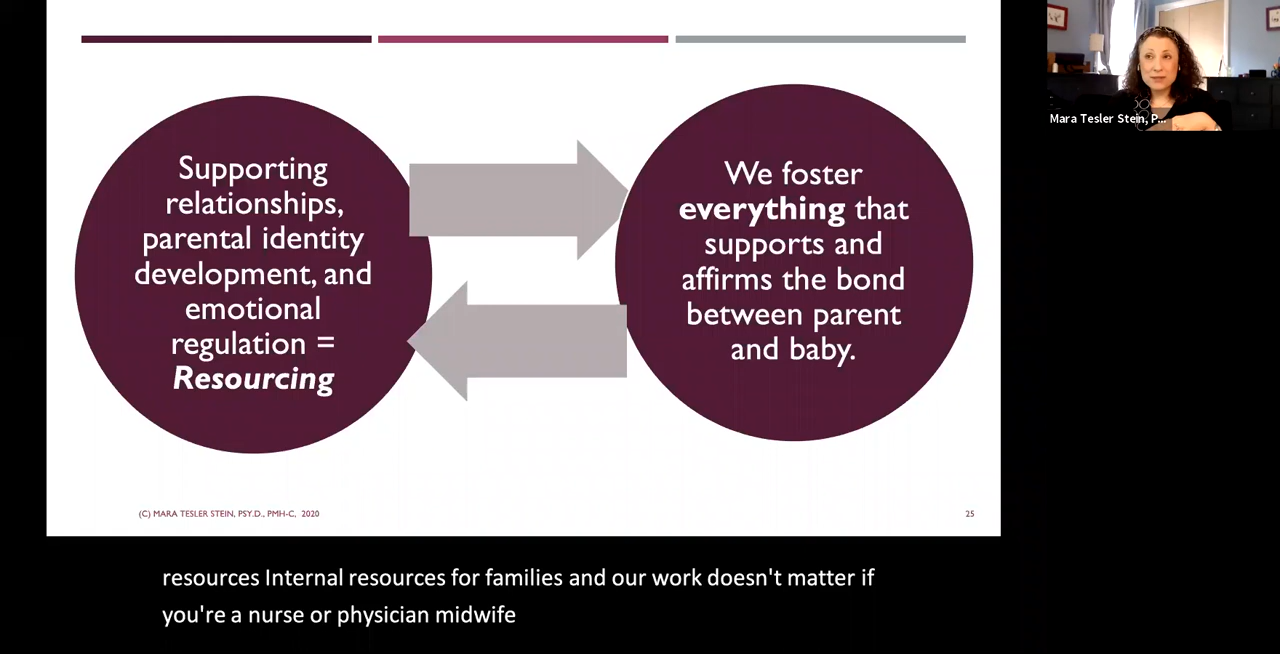 Supporting
relationships,
parental identity
development, and
emotional
regulation =
Resourcing
We foster
everything that
supports and
affirms the bond
between parent
and baby.
(C) MARA TESLER STEIN, PSY.D., PMH-C, 2020
25
Mara Tesler Stein, P...
resources Internal resources for families and our work doesn't matter if
you're a nurse or physician midwife